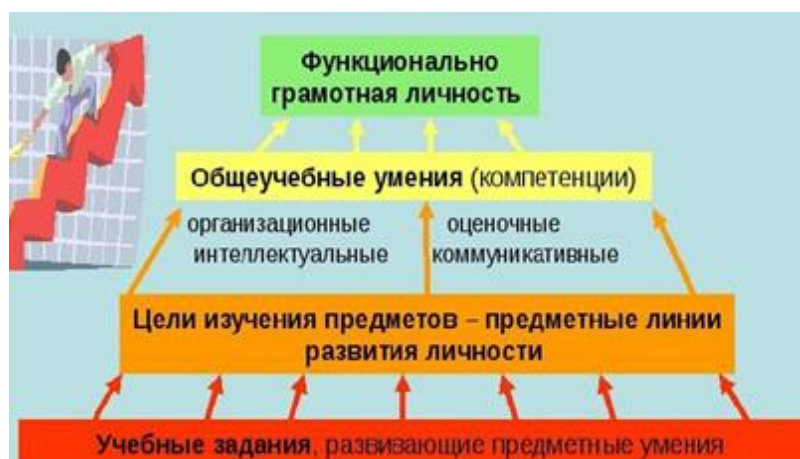 Функционально
грамотная личность
Общеучебные умения (компетенции)
организационные оценочные
интеллектуальные коммуникативные
Цели изучения предметов – предметные линии
развития личности
Учебные задания, развивающие предметные умения